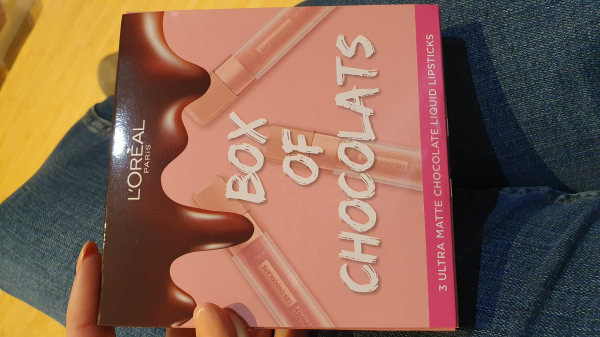 L'ORÉAL
PARIS
BOX
OF
CHOCOLATS
3 ULTRA MATTE CHOCOLATE LIQUID LIPSTICKS